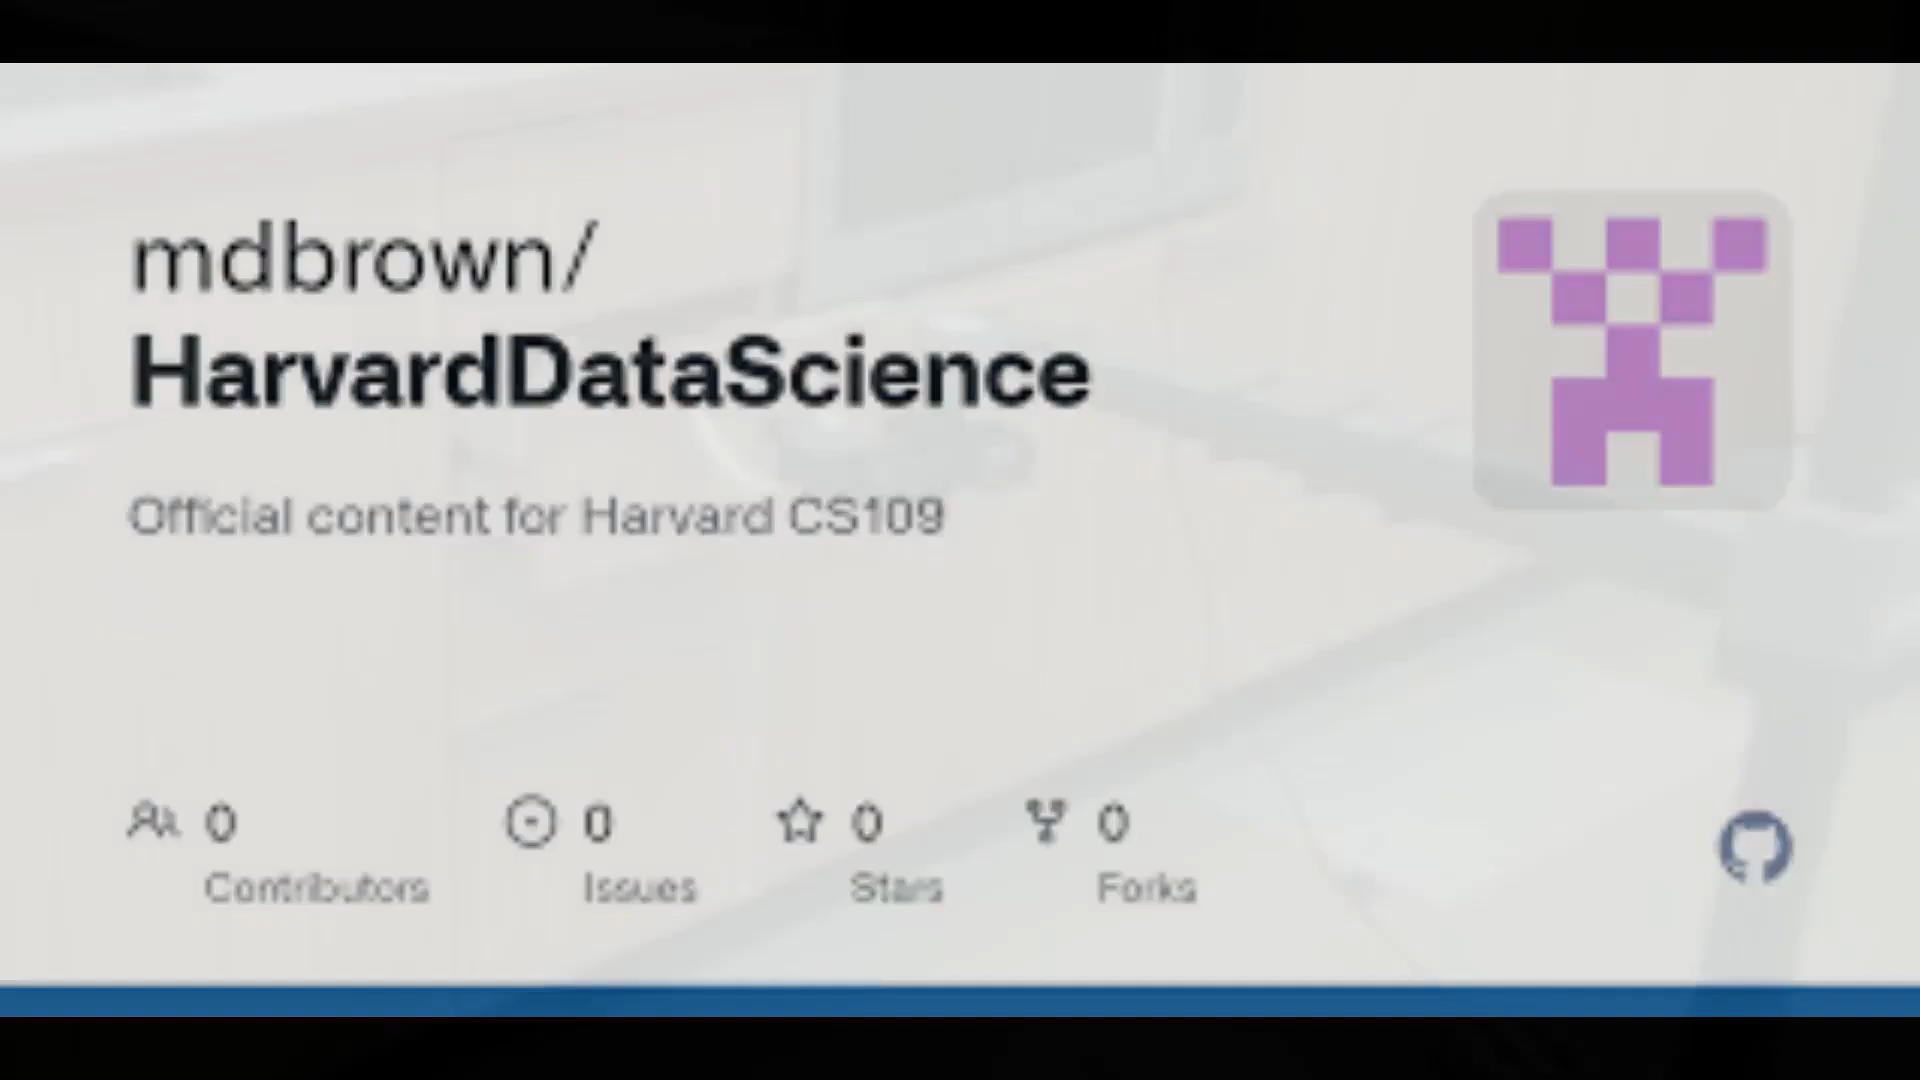 mdbrown/
HarvardDataScience
Official content for Harvard CS109
0
Contributors
0
Issues
0
Stars
0
Forks